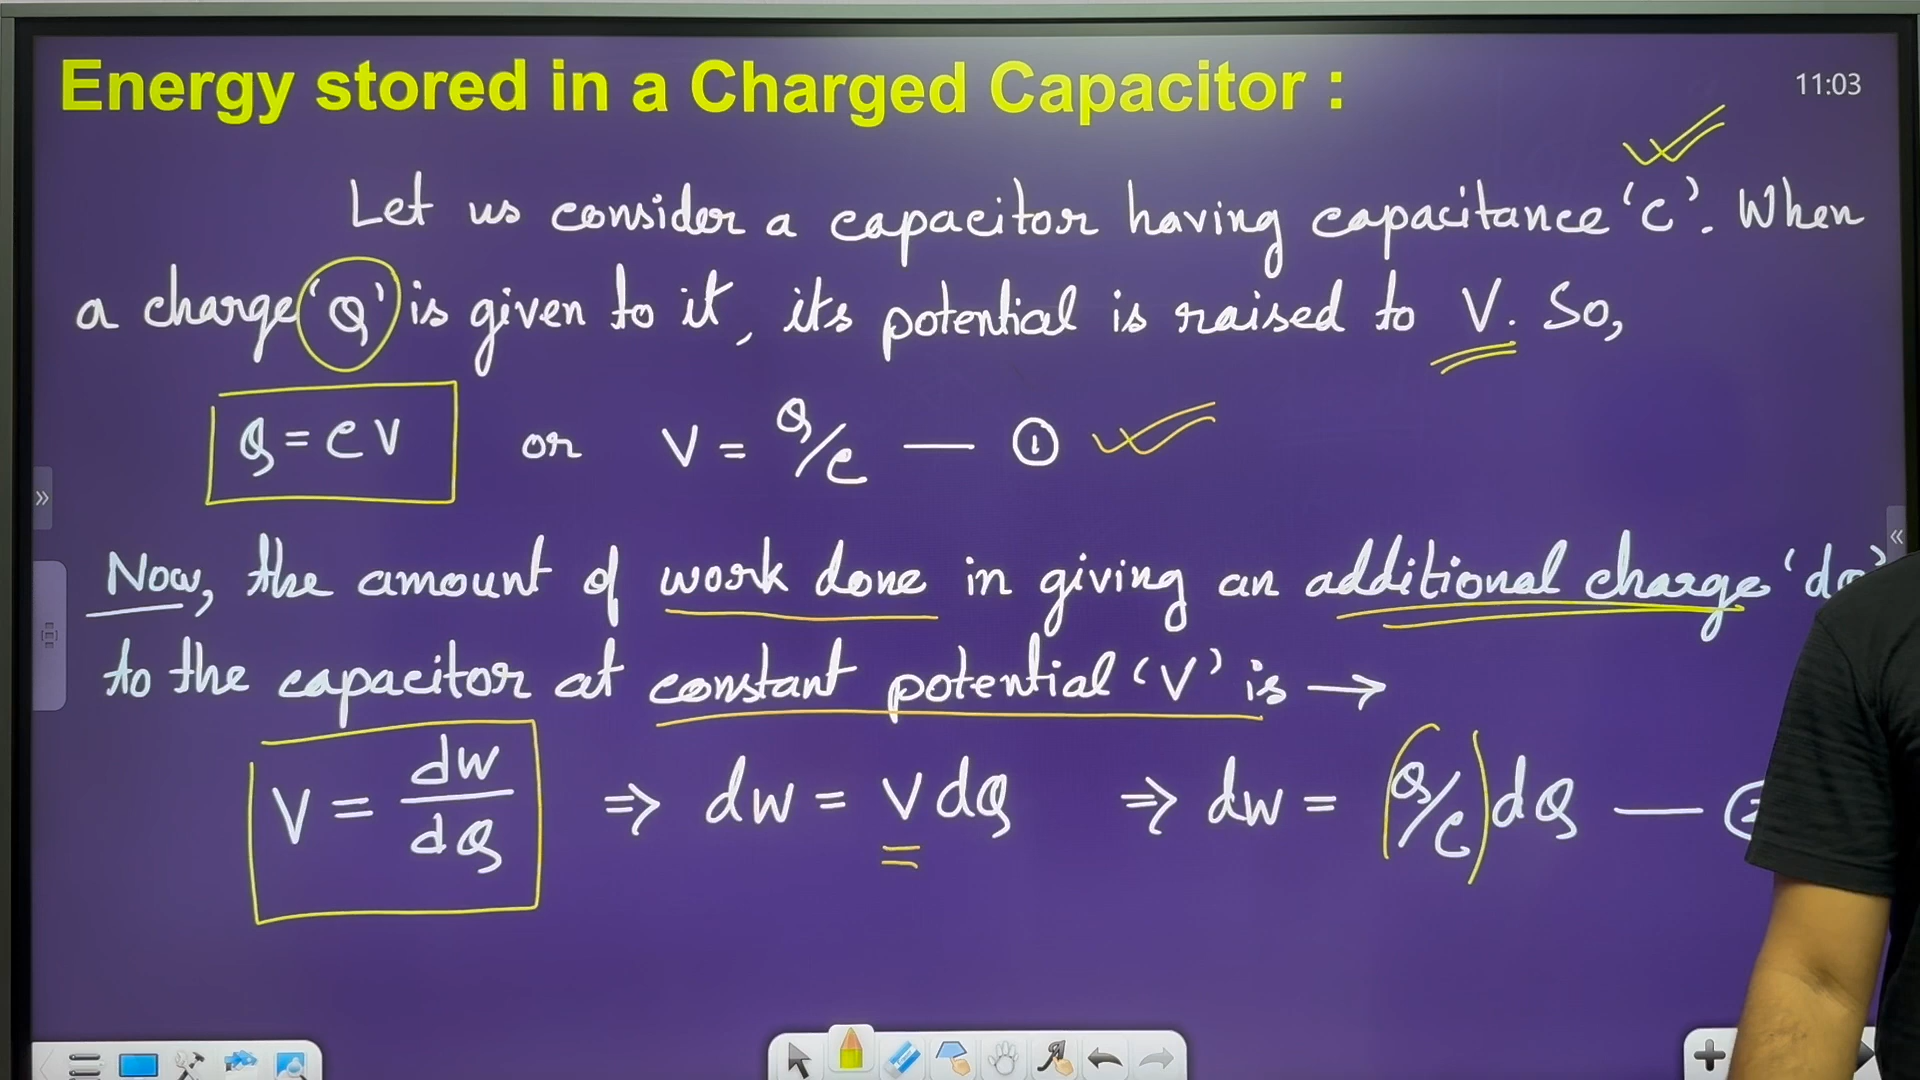 Energy stored in a Charged Capacitor :
11:03
Let us consider a capacitor having capacitance 'C'. When
a charge 'Q' is given to it, its potential is raised to V. So,
Q = CV or V = Q/C — ①
Now, the amount of work done in giving an additional charge 'dQ'
to the capacitor at constant potential 'V' is →
V = dw/dQ ⇒ dw = VdQ ⇒ dw = (Q/C)dQ —